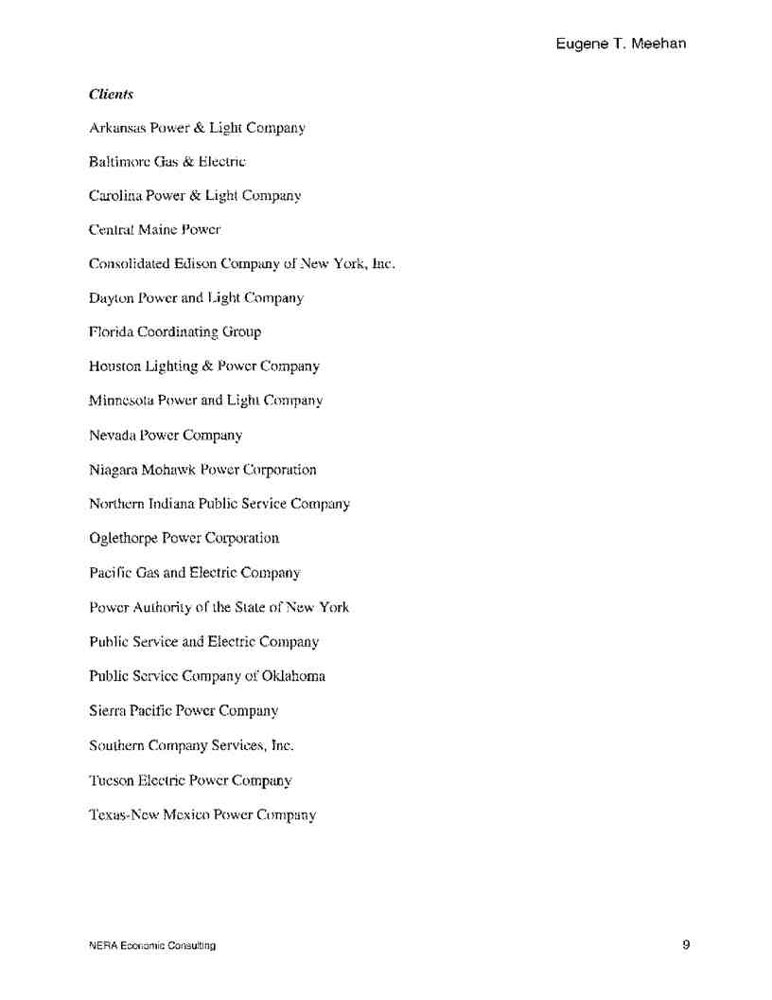 Eugene T. Meehan
Clients
Arkansas Power & Light Company
Baltimore Gas & Electric
Carolina Power & Light Company
Central Maine Power
Consolidated Edison Company of New York, Inc.
Dayton Power and Light Company
Florida Coordinating Group
Houston Lighting & Power Company
Minnesota Power and Light Company
Nevada Power Company
Niagara Mohawk Power Corporation
Northern Indiana Public Service Company
Oglethorpe Power Corporation
Pacific Gas and Electric Company
Power Authority of the State of New York
Public Service and Electric Company
Public Service Company of Oklahoma
Sierra Pacific Power Company
Southern Company Services, Inc.
Tucson Electric Power Company
Texas-New Mexico Power Company
NERA Economic Consulting 9